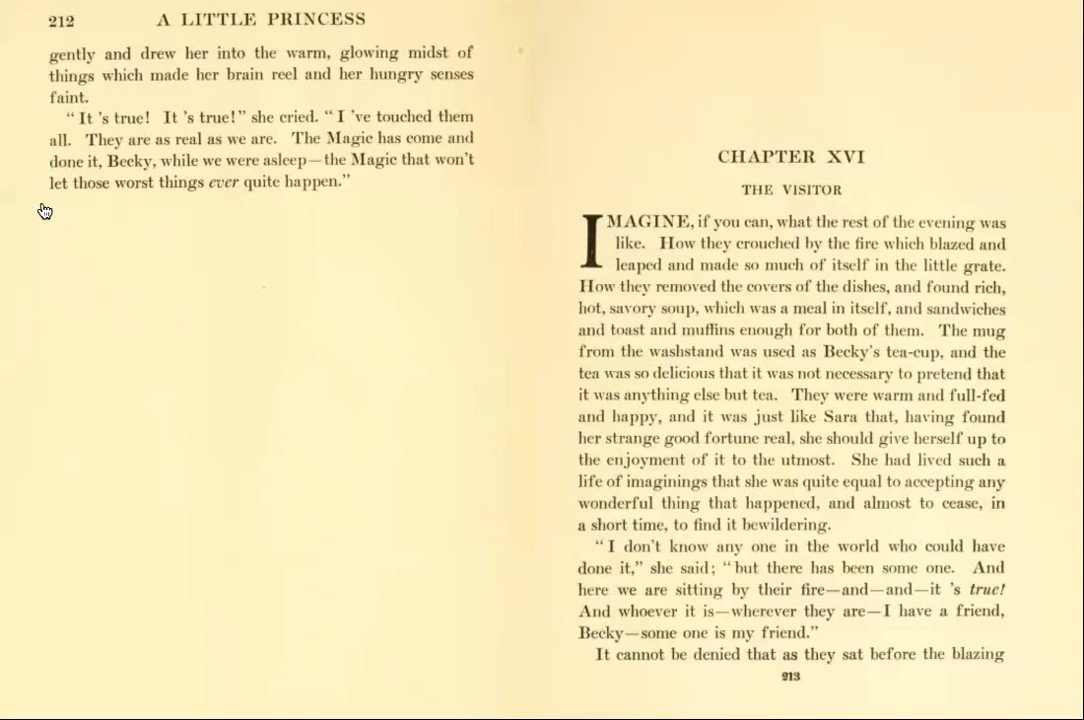 212 A LITTLE PRINCESS
gently and drew her into the warm, glowing midst of
things which made her brain reel and her hungry senses
faint.
“ It ’s true! It ’s true!” she cried. “ I ’ve touched them
all. They are as real as we are. The Magic has come and
done it, Becky, while we were asleep—the Magic that won’t
let those worst things ever quite happen.”
CHAPTER XVI
THE VISITOR
IMAGINE, if you can, what the rest of the evening was
like. How they crouched by the fire which blazed and
leaped and made so much of itself in the little grate.
How they removed the covers of the dishes, and found rich,
hot, savory soup, which was a meal in itself, and sandwiches
and toast and muffins enough for both of them. The mug
from the washstand was used as Becky’s tea-cup, and the
tea was so delicious that it was not necessary to pretend that
it was anything else but tea. They were warm and full-fed
and happy, and it was just like Sara that, having found
her strange good fortune real, she should give herself up to
the enjoyment of it to the utmost. She had lived such a
life of imaginings that she was quite equal to accepting any
wonderful thing that happened, and almost to cease, in
a short time, to find it bewildering.
“ I don’t know any one in the world who could have
done it,” she said; “ but there has been some one. And
here we are sitting by their fire—and—and—it ’s true!
And whoever it is—wherever they are—I have a friend,
Becky—some one is my friend.”
It cannot be denied that as they sat before the blazing
213